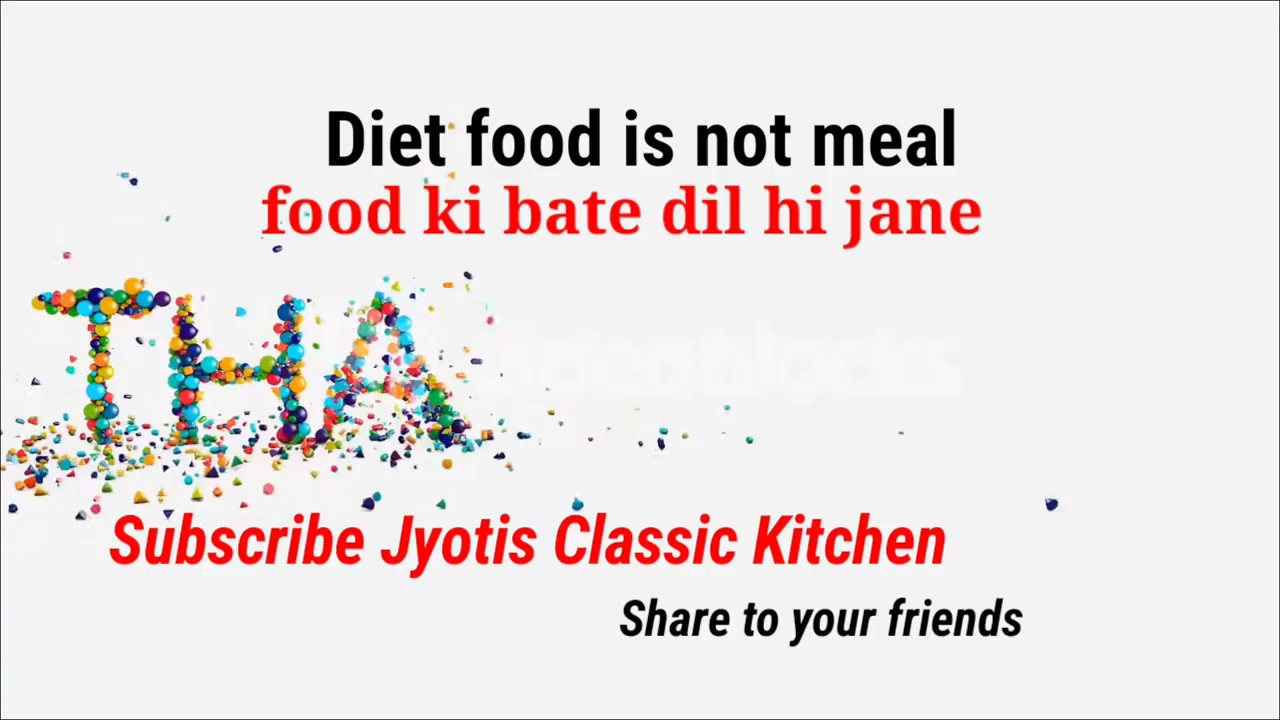 Diet food is not meal
food ki bate dil hi jane
THA
Subscribe Jyotis Classic Kitchen
Share to your friends